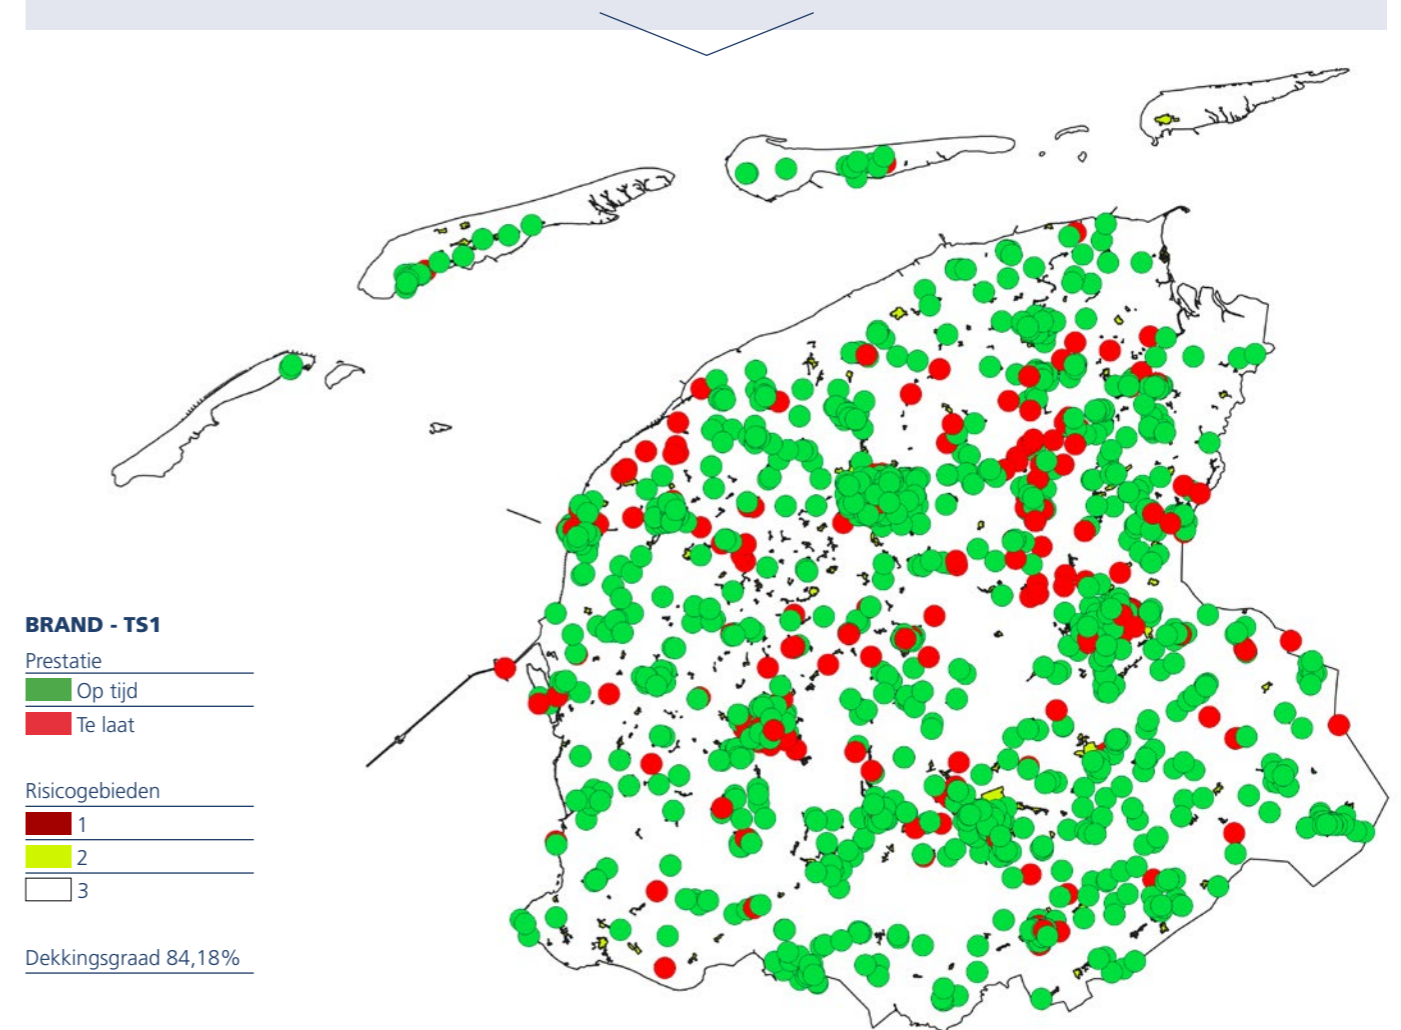 BRAND - TS1
Prestatie
Op tijd
Te laat
Risicogebieden
1
2
3
Dekkingsgraad 84,18%